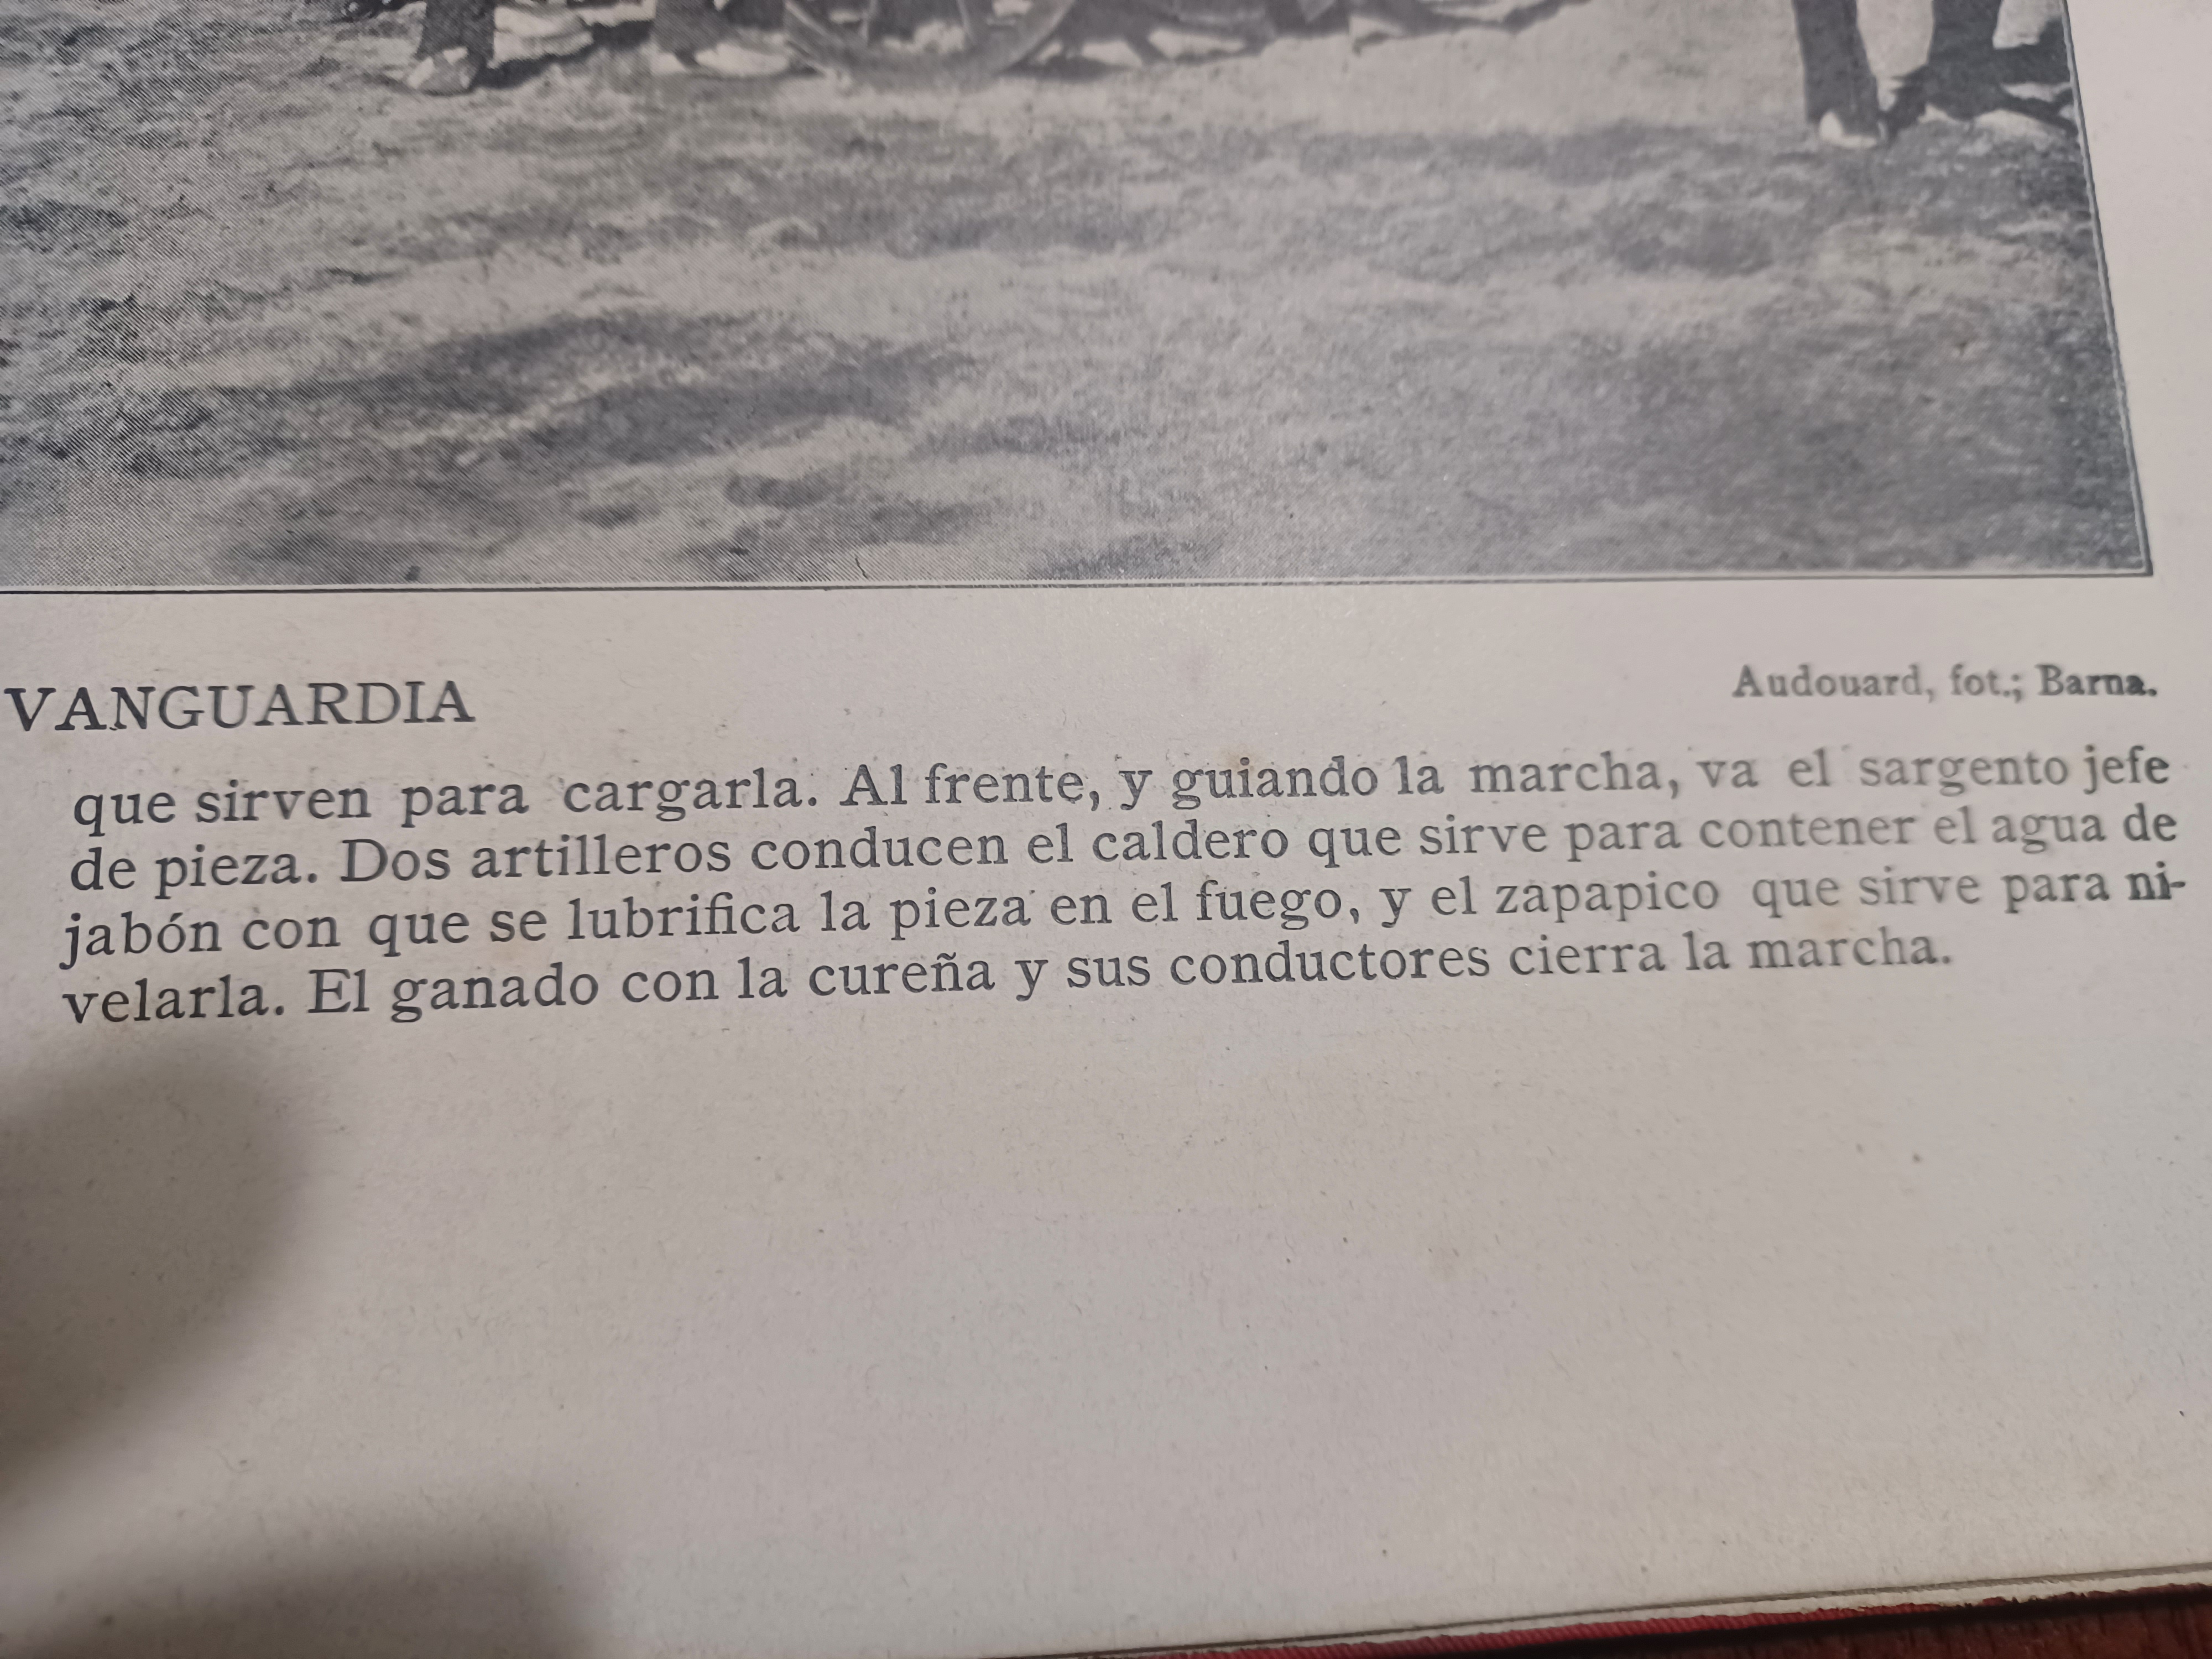 VANGUARDIA
Audouard, fot.; Barna.
que sirven para cargarla. Al frente, y guiando la marcha, va el sargento jefe
de pieza. Dos artilleros conducen el caldero que sirve para contener el agua de
jabón con que se lubrifica la pieza en el fuego, y el zapapico que sirve para ni-
velarla. El ganado con la cureña y sus conductores cierra la marcha.